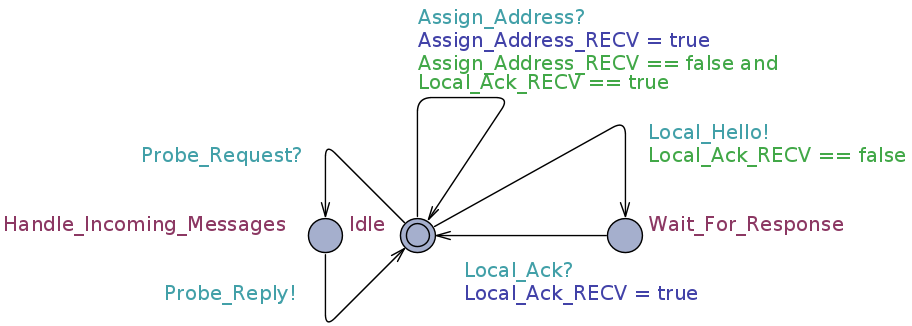 Assign_Address?
Assign_Address_RECV = true
Assign_Address_RECV == false and
Local_Ack_RECV == true
Local_Hello!
Local_Ack_RECV == false
Probe_Request?
Handle_Incoming_Messages
Idle
Wait_For_Response
Local_Ack?
Local_Ack_RECV = true
Probe_Reply!